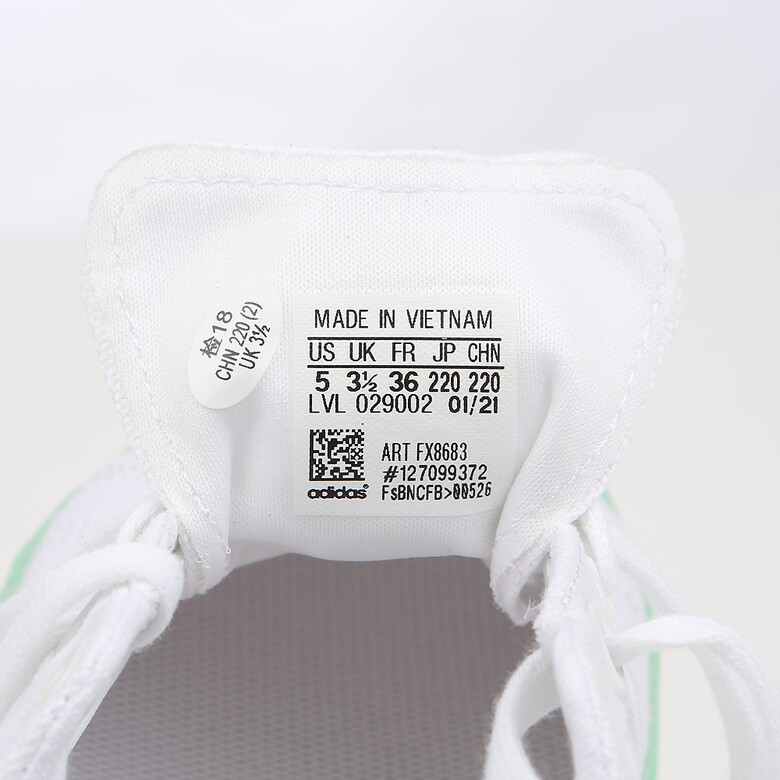 检18
CHN 220 (2)
UK 3½
MADE IN VIETNAM
US UK FR JP CHN
5 3½ 36 220 220
LVL 029002 01/21
ART FX8683
#127099372
adidas® FsBNCFB>00526